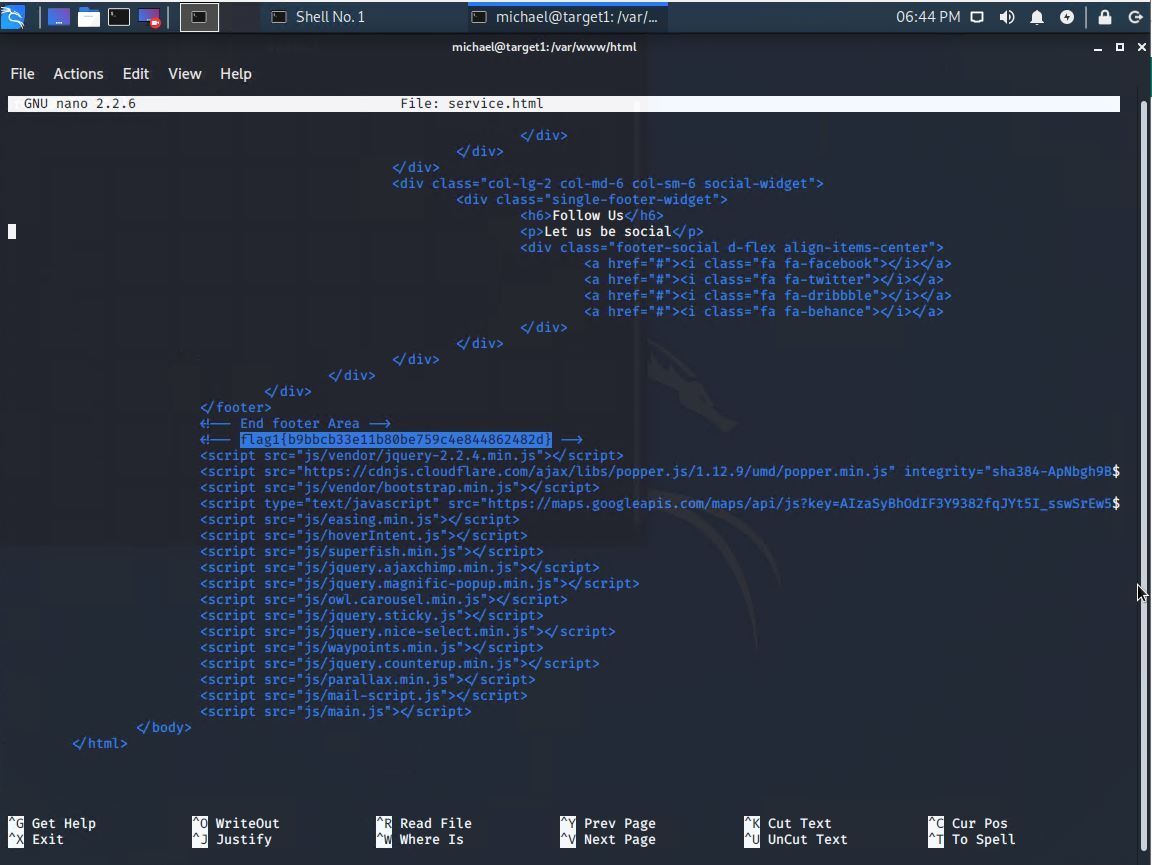 Shell No. 1
michael@target1: /var/...
06:44 PM
michael@target1: /var/www/html
File Actions Edit View Help
GNU nano 2.2.6 File: service.html
</div>
</div>
</div>
<div class="col-lg-2 col-md-6 col-sm-6 social-widget">
<div class="single-footer-widget">
<h6>Follow Us</h6>
<p>Let us be social</p>
<div class="footer-social d-flex align-items-center">
<a href="#"><i class="fa fa-facebook"></i></a>
<a href="#"><i class="fa fa-twitter"></i></a>
<a href="#"><i class="fa fa-dribbble"></i></a>
<a href="#"><i class="fa fa-behance"></i></a>
</div>
</div>
</div>
</div>
</div>
</footer>
<!-- End footer Area -->
<!-- flag1{b9bbcb33e11b80be759c4e844862482d} -->
<script src="js/vendor/jquery-2.2.4.min.js"></script>
<script src="https://cdnjs.cloudflare.com/ajax/libs/popper.js/1.12.9/umd/popper.min.js" integrity="sha384-ApNbgh9B$
<script src="js/vendor/bootstrap.min.js"></script>
<script type="text/javascript" src="https://maps.googleapis.com/maps/api/js?key=AIzaSyBhOdIF3Y9382fqJYt5I_sswSrEw5$
<script src="js/easing.min.js"></script>
<script src="js/hoverIntent.js"></script>
<script src="js/superfish.min.js"></script>
<script src="js/jquery.ajaxchimp.min.js"></script>
<script src="js/jquery.magnific-popup.min.js"></script>
<script src="js/owl.carousel.min.js"></script>
<script src="js/jquery.sticky.js"></script>
<script src="js/jquery.nice-select.min.js"></script>
<script src="js/waypoints.min.js"></script>
<script src="js/jquery.counterup.min.js"></script>
<script src="js/parallax.min.js"></script>
<script src="js/mail-script.js"></script>
<script src="js/main.js"></script>
</body>
</html>
^G Get Help ^O WriteOut ^R Read File ^Y Prev Page ^K Cut Text ^C Cur Pos
^X Exit ^J Justify ^W Where Is ^V Next Page ^U UnCut Text ^T To Spell